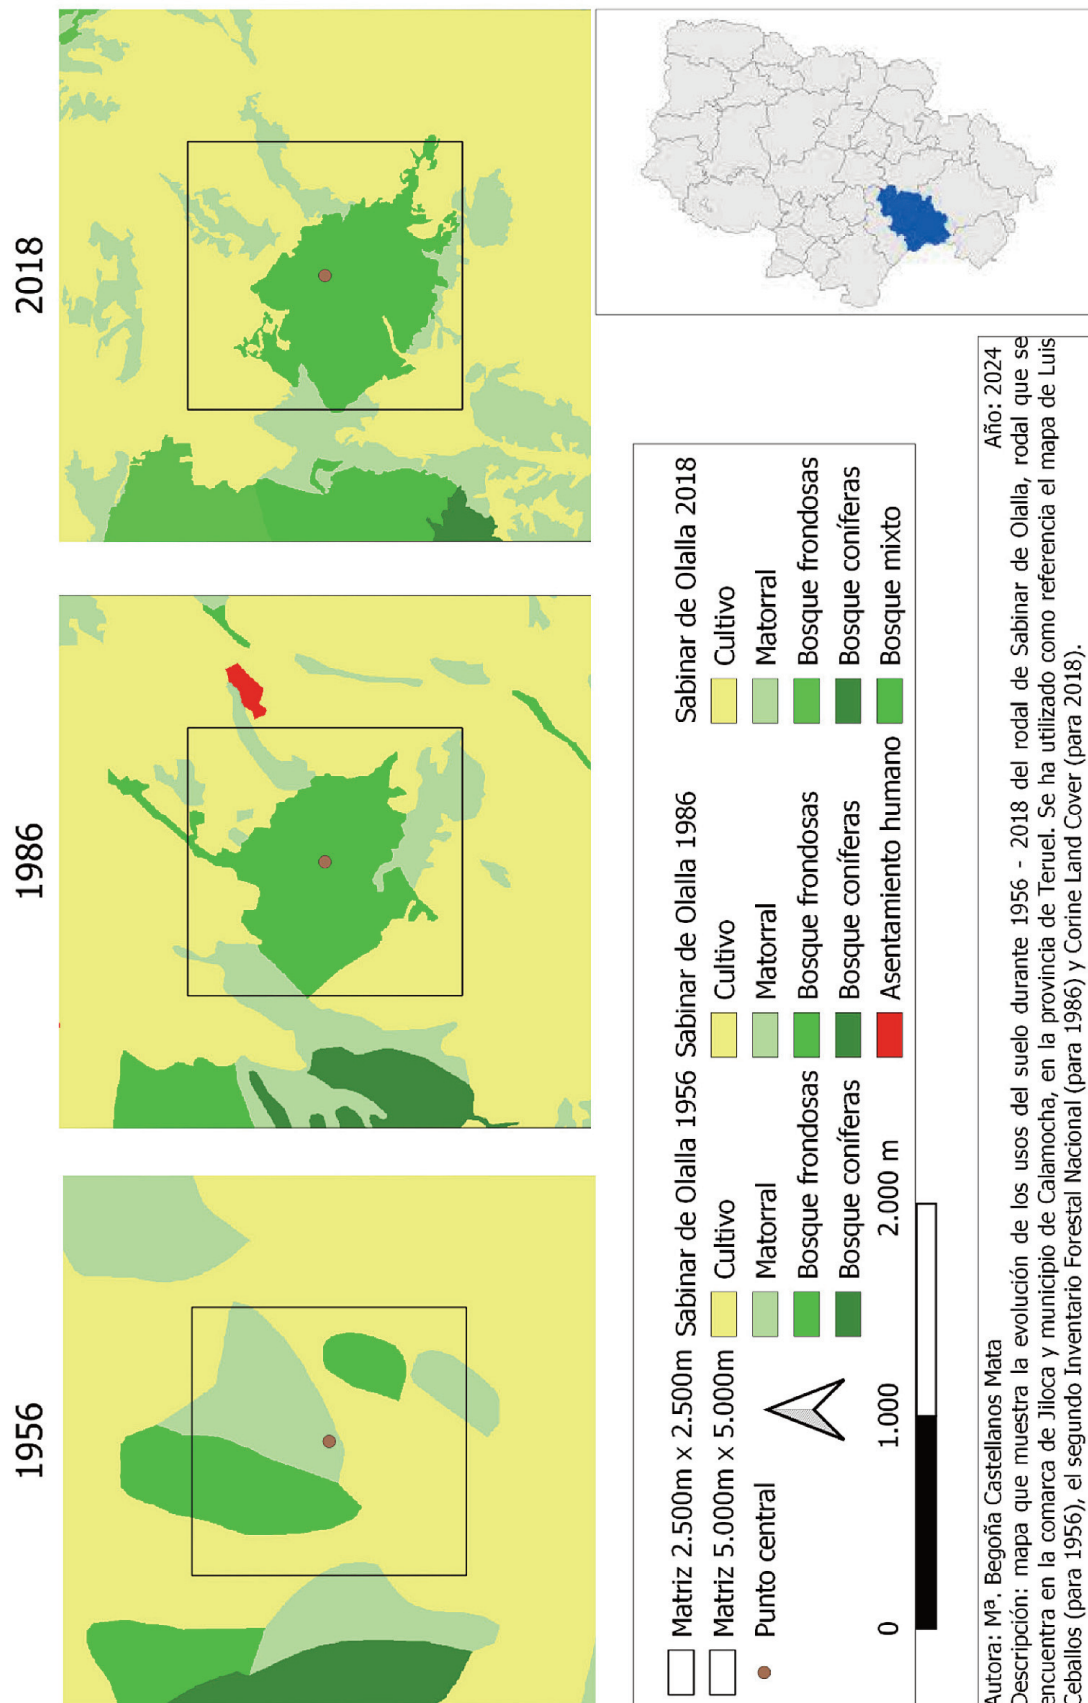 1956
1986
2018
Matriz 2.500m x 2.500m
Matriz 5.000m x 5.000m
Punto central
Sabinar de Olalla 1956
Cultivo
Matorral
Bosque frondosas
Bosque coníferas
Sabinar de Olalla 1986
Cultivo
Matorral
Bosque frondosas
Bosque coníferas
Asentamiento humano
Sabinar de Olalla 2018
Cultivo
Matorral
Bosque frondosas
Bosque coníferas
Bosque mixto
0 1.000 2.000 m
Autora: Mª. Begoña Castellanos Mata Año: 2024
Descripción: mapa que muestra la evolución de los usos del suelo durante 1956 - 2018 del rodal de Sabinar de Olalla, rodal que se
encuentra en la comarca de Jiloca y municipio de Calamocha, en la provincia de Teruel. Se ha utilizado como referencia el mapa de Luis
Ceballos (para 1956), el segundo Inventario Forestal Nacional (para 1986) y Corine Land Cover (para 2018).